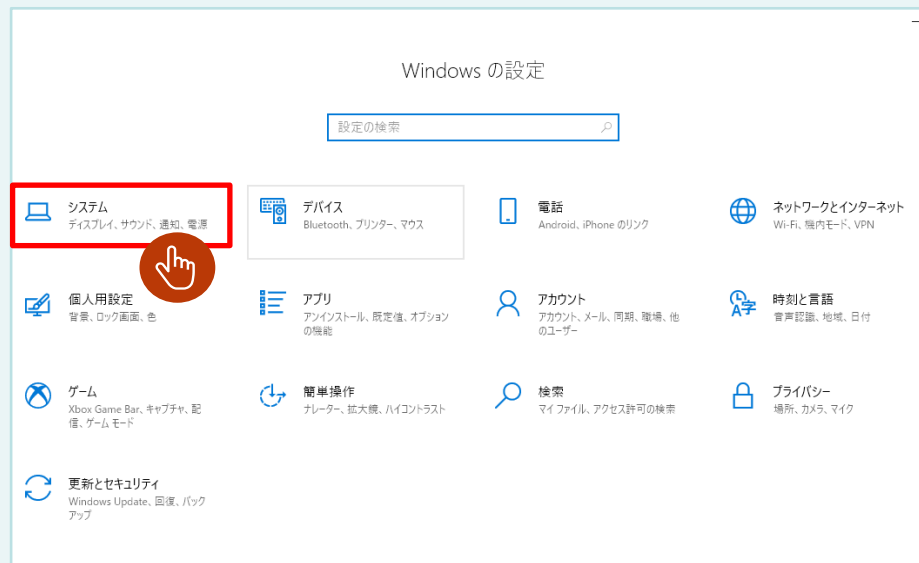 Windows の設定
設定の検索
システム
ディスプレイ、サウンド、通知、電源
デバイス
Bluetooth、プリンター、マウス
電話
Android、iPhone のリンク
ネットワークとインターネット
Wi-Fi、機内モード、VPN
個人用設定
背景、ロック画面、色
アプリ
アンインストール、既定値、オプション
の機能
アカウント
アカウント、メール、同期、職場、他
のユーザー
時刻と言語
音声認識、地域、日付
ゲーム
Xbox Game Bar、キャプチャ、配
信、ゲーム モード
簡単操作
ナレーター、拡大鏡、ハイコントラスト
検索
マイ ファイル、アクセス許可の検索
プライバシー
場所、カメラ、マイク
更新とセキュリティ
Windows Update、回復、バック
アップ